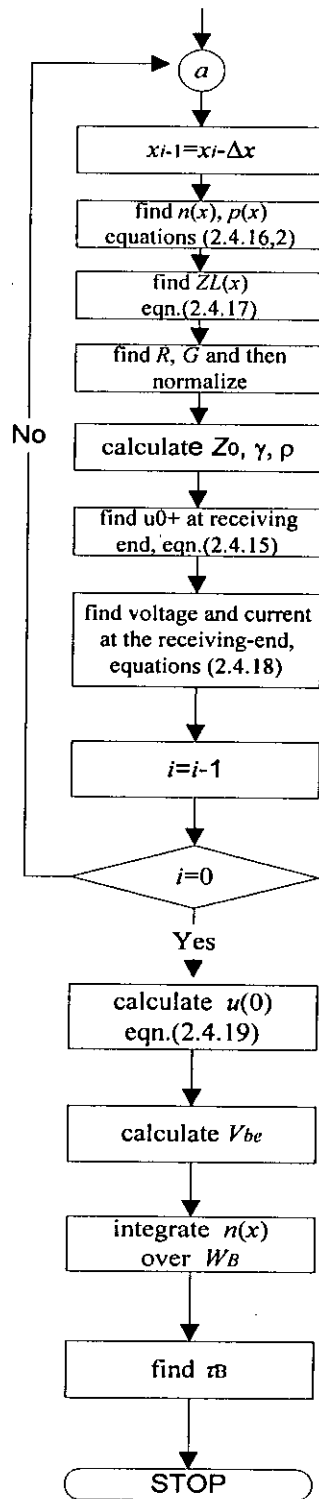 a
xi-1=xi-Δx
find n(x), p(x)
equations (2.4.16,2)
find ZL(x)
eqn.(2.4.17)
find R, G and then
normalize
No
calculate Z0, γ, ρ
find u0+ at receiving
end, eqn.(2.4.15)
find voltage and current
at the receiving-end,
equations (2.4.18)
i=i-1
i=0
Yes
calculate u(0)
eqn.(2.4.19)
calculate Vbe
integrate n(x)
over WB
find τB
STOP